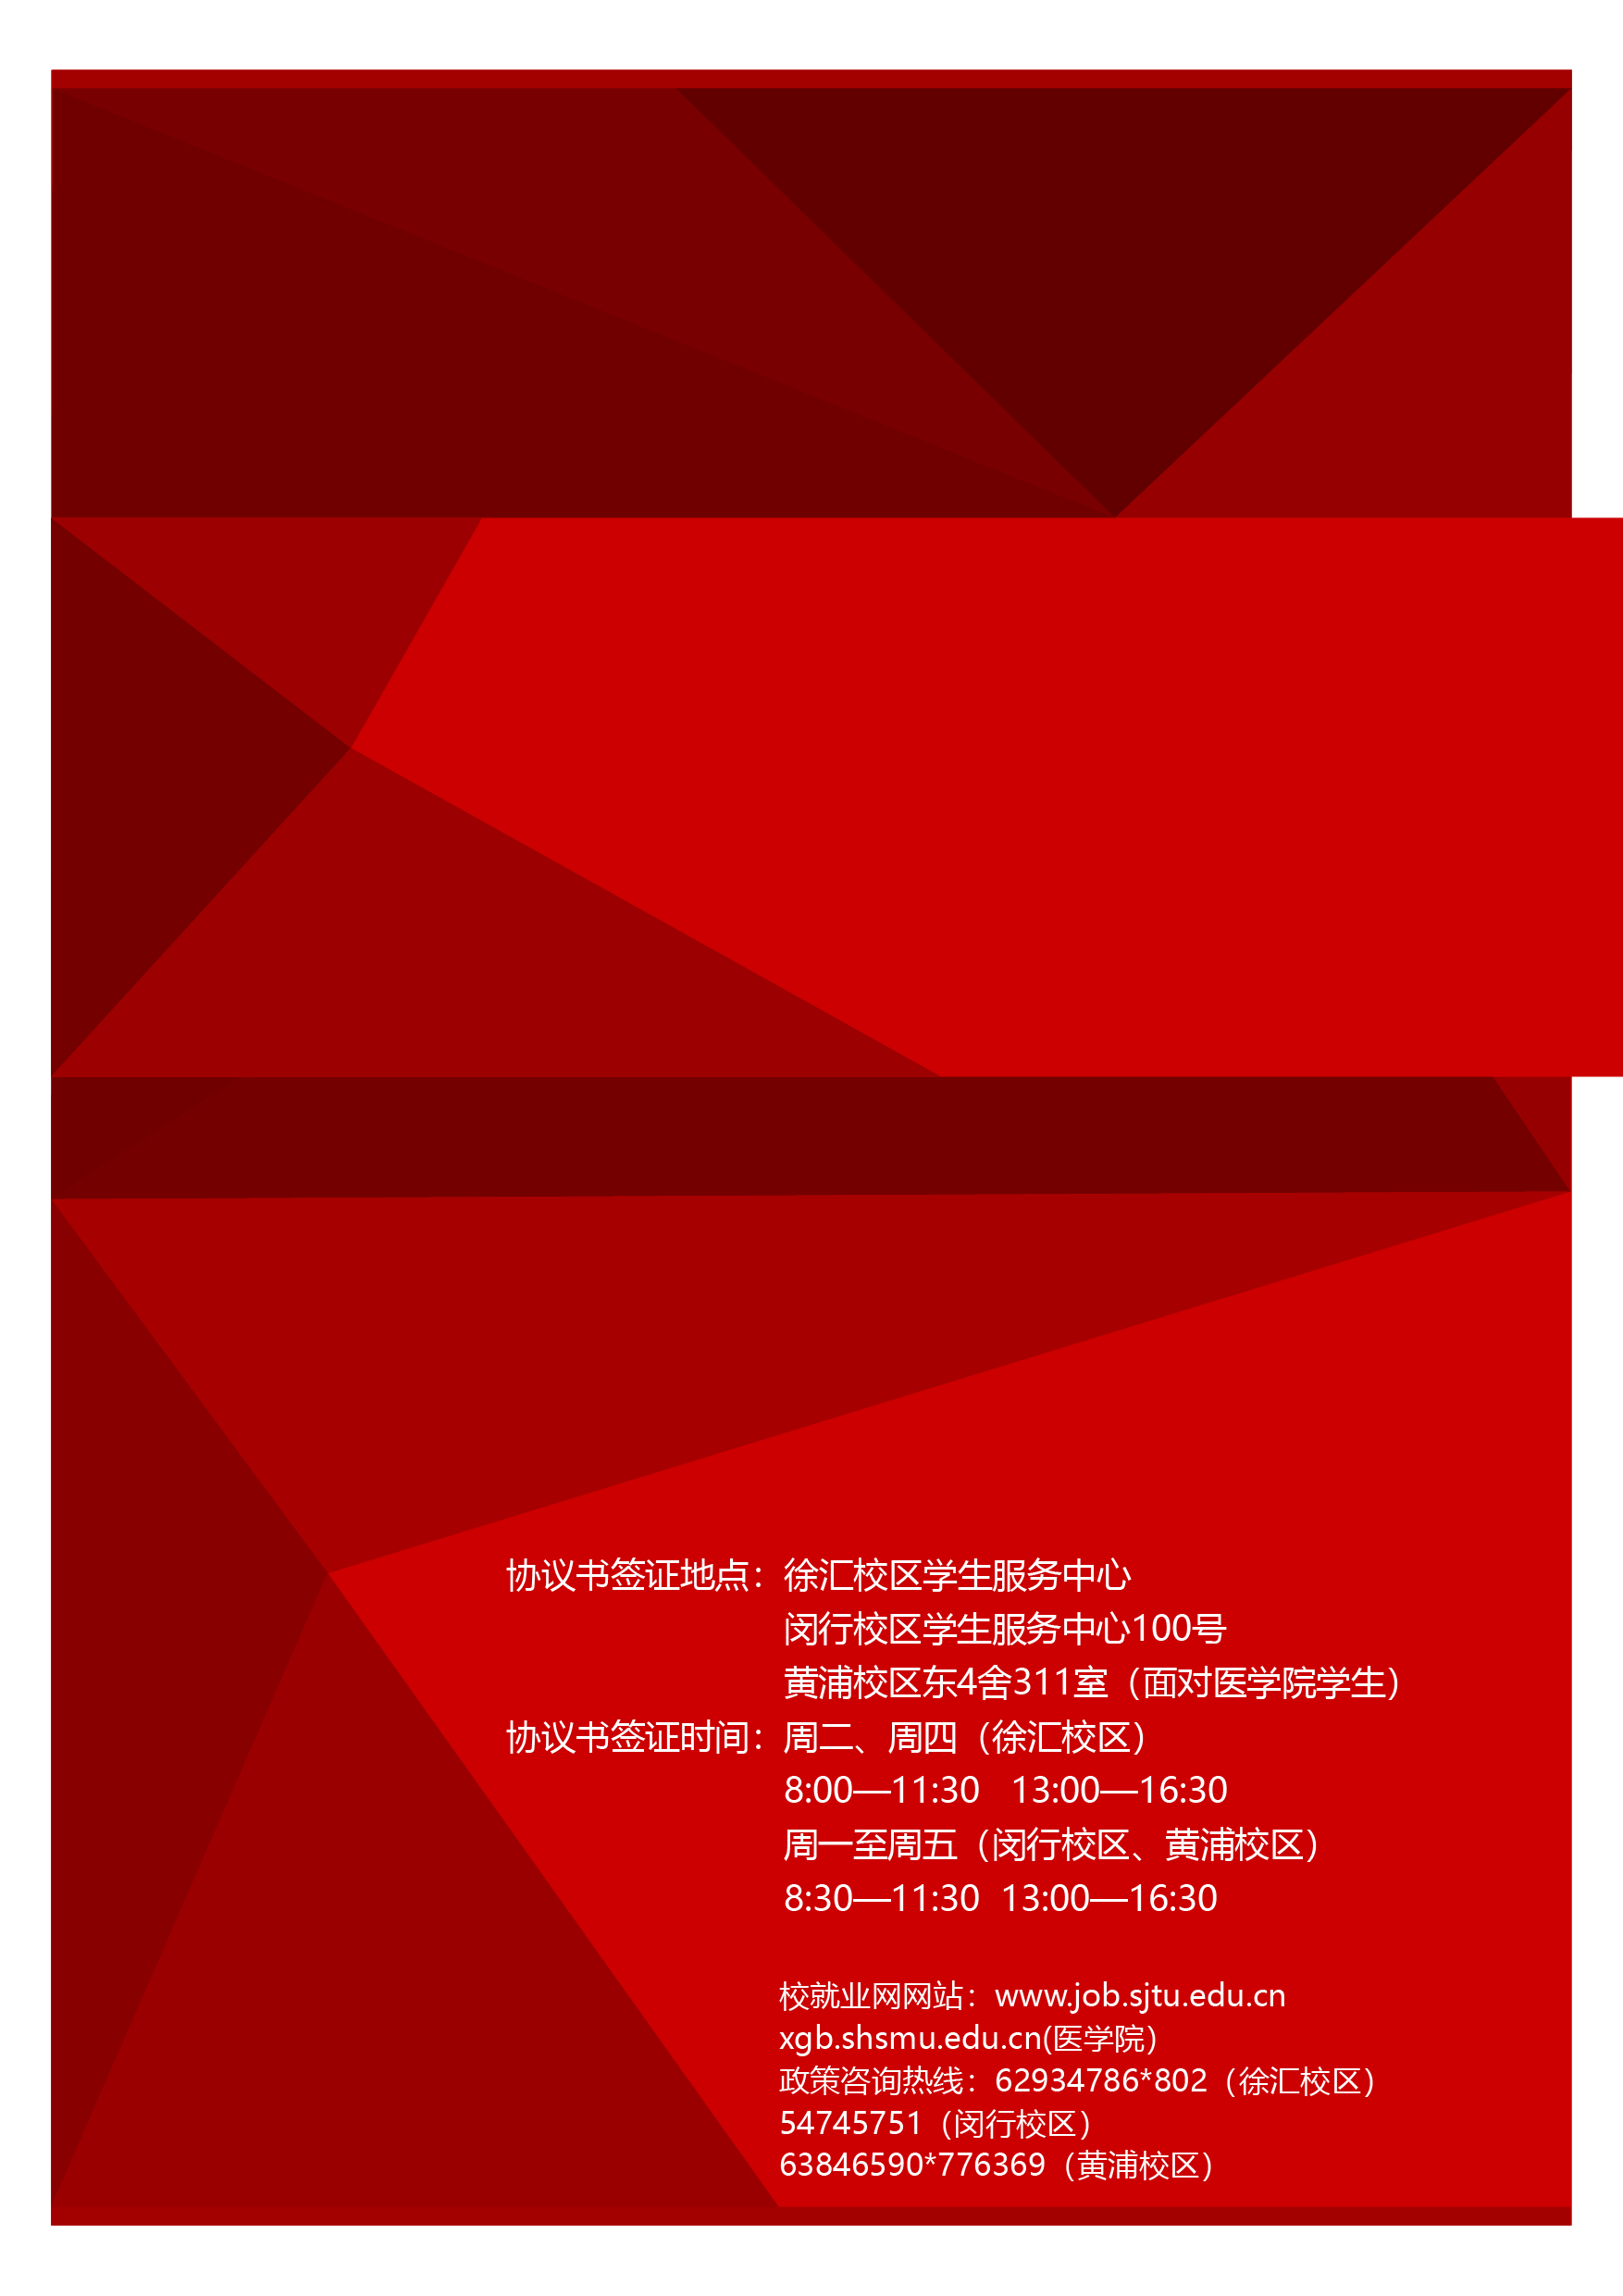 协议书签证地点：徐汇校区学生服务中心
闵行校区学生服务中心100号
黄浦校区东4舍311室（面对医学院学生）
协议书签证时间：周二、周四（徐汇校区）
8:00—11:30 13:00—16:30
周一至周五（闵行校区、黄浦校区）
8:30—11:30 13:00—16:30
校就业网网站：www.job.sjtu.edu.cn
xgb.shsmu.edu.cn(医学院)
政策咨询热线：62934786*802（徐汇校区）
54745751（闵行校区）
63846590*776369（黄浦校区）